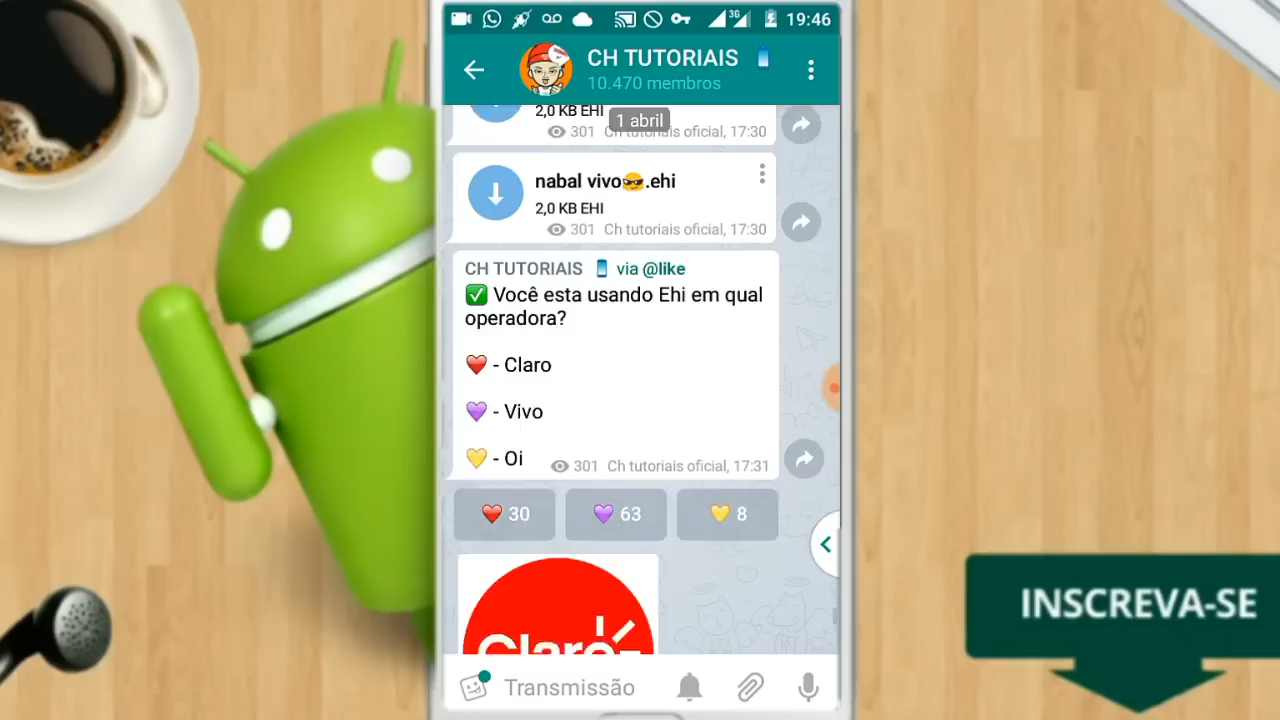 3G 19:46
CH TUTORIAIS
10.470 membros
2,0 KB EHI
1 abril
301 Ch tutoriais oficial, 17:30
nabal vivo😎.ehi
2,0 KB EHI
301 Ch tutoriais oficial, 17:30
CH TUTORIAIS 📱 via @like
✅ Você esta usando Ehi em qual
operadora?
❤️ - Claro
💜 - Vivo
💛 - Oi
301 Ch tutoriais oficial, 17:31
❤️ 30 💜 63 💛 8
Claro
Transmissão
INSCREVA-SE